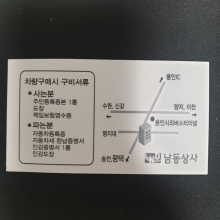 차량구매시 구비서류
● 사는분
주민등록등본 1통
도장
책임보험영수증
● 파는분
자동차등록증
자동차세 완납증명서
인감증명서 1통
인감도장
용인IC
수원, 신갈
양지, 이천
용인시외버스터미널
명지대
송전, 평택
남동상사